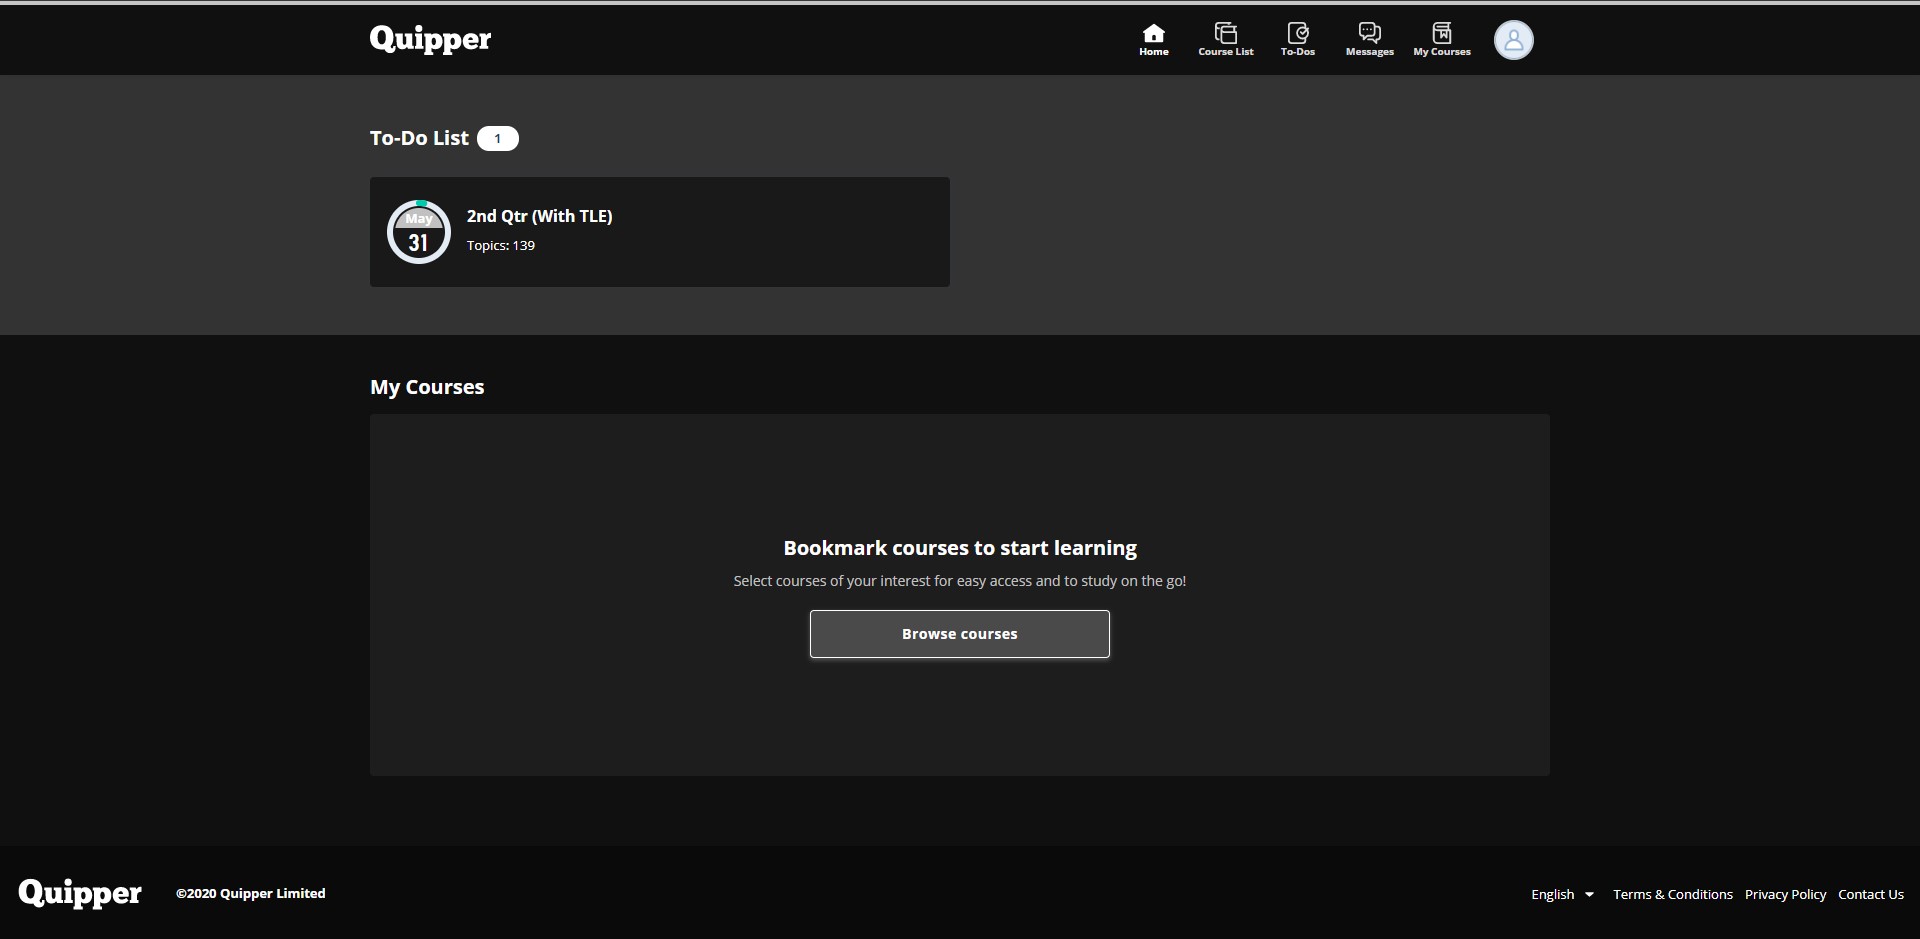 Quipper
Home
Course List
To-Dos
Messages
My Courses
To-Do List 1
May
31
2nd Qtr (With TLE)
Topics: 139
My Courses
Bookmark courses to start learning
Select courses of your interest for easy access and to study on the go!
Browse courses
Quipper
©2020 Quipper Limited
English
Terms & Conditions
Privacy Policy
Contact Us